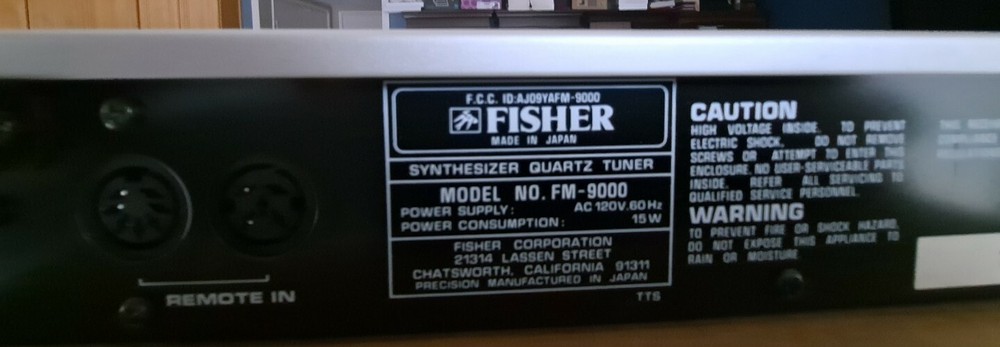 F.C.C. ID:AJ09YAFM-9000
FISHER
MADE IN JAPAN
SYNTHESIZER QUARTZ TUNER
MODEL NO. FM-9000
POWER SUPPLY: AC 120V. 60Hz
POWER CONSUMPTION: 15W
FISHER CORPORATION
21314 LASSEN STREET
CHATSWORTH, CALIFORNIA 91311
PRECISION MANUFACTURED IN JAPAN
TTS
REMOTE IN
CAUTION
HIGH VOLTAGE INSIDE. TO PREVENT
ELECTRIC SHOCK. DO NOT REMOVE
SCREWS OR ATTEMPT TO ENTER THE
ENCLOSURE. NO USER-SERVICEABLE PARTS
INSIDE. REFER ALL SERVICING TO
QUALIFIED SERVICE PERSONNEL.
WARNING
TO PREVENT FIRE OR SHOCK HAZARD,
DO NOT EXPOSE THIS APPLIANCE TO
RAIN OR MOISTURE